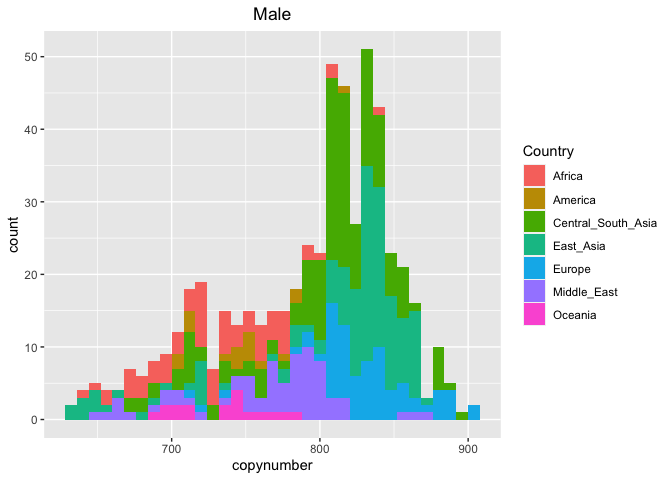 Male
50
40
30
20
10
0
count
700
800
900
copynumber
Country
Africa
America
Central_South_Asia
East_Asia
Europe
Middle_East
Oceania